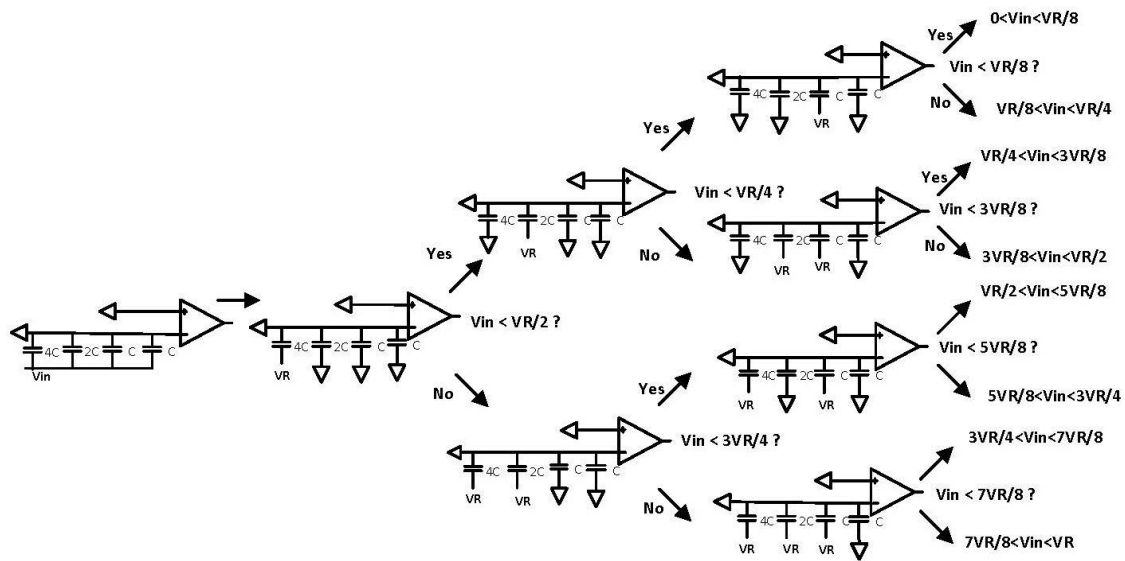 0<Vin<VR/8
Yes
Vin < VR/8 ?
4C 2C C C
No
VR
VR/8<Vin<VR/4
Yes
VR/4<Vin<3VR/8
Yes
Vin < VR/4 ?
Vin < 3VR/8 ?
4C 2C C C
4C 2C C C
No
VR
Yes
No
VR VR
3VR/8<Vin<VR/2
VR/2<Vin<5VR/8
Yes
Vin < VR/2 ?
4C 2C C C
4C 2C C C
Vin < 5VR/8 ?
Vin
VR
Yes
4C 2C C C
No
No
VR VR
5VR/8<Vin<3VR/4
3VR/4<Vin<7VR/8
Vin < 3VR/4 ?
4C 2C C C
Yes
VR VR
Vin < 7VR/8 ?
No
4C 2C C C
No
VR VR VR
7VR/8<Vin<VR